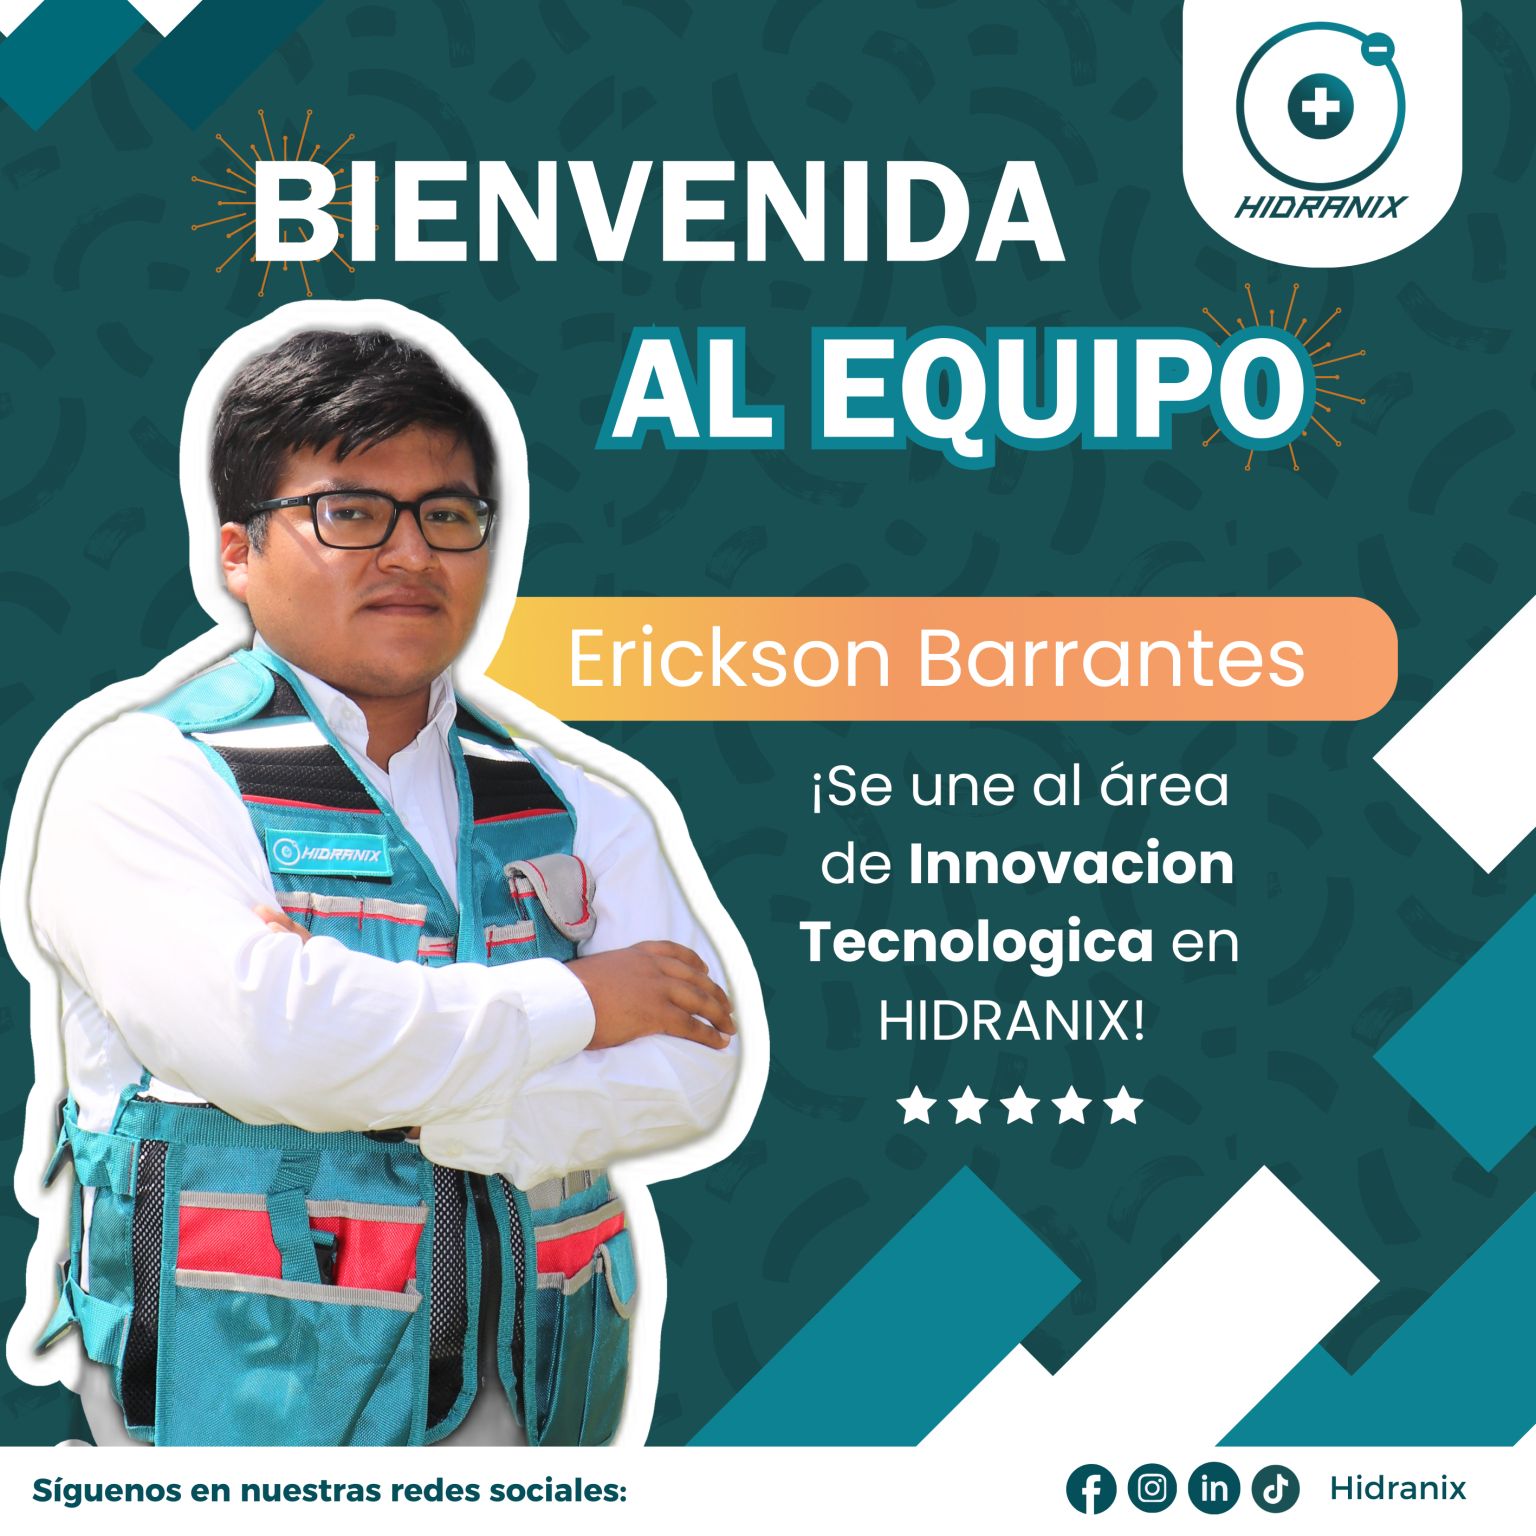 HIDRANIX
BIENVENIDA
AL EQUIPO
Erickson Barrantes
¡Se une al área
de Innovacion
Tecnologica en
HIDRANIX!
HIDRANIX
Síguenos en nuestras redes sociales:
Hidranix